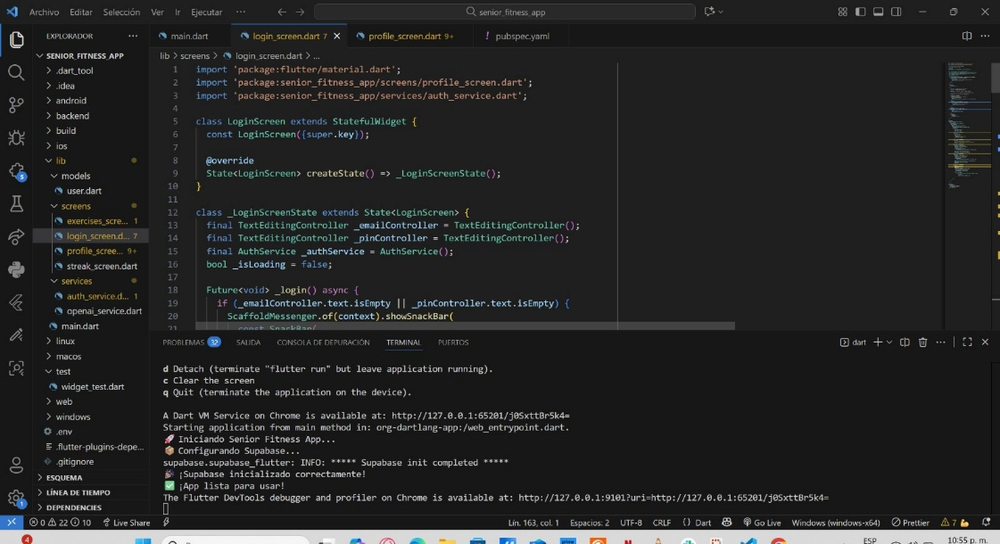 Archivo Editar Selección Ver Ir Ejecutar ··· senior_fitness_app
EXPLORADOR ···
main.dart login_screen.dart 7 profile_screen.dart 9+ ! pubspec.yaml
lib > screens > login_screen.dart > ...
SENIOR_FITNESS_APP
.dart_tool
.idea
android
backend
build
ios
lib
models
user.dart
screens
exercises_scre... 1
login_screen.d... 7
profile_scree... 9+
streak_screen.dart
services
auth_service.d... 1
openai_service.dart
main.dart
linux
macos
test
widget_test.dart
web
windows
.env
.flutter-plugins-depe...
.gitignore
ESQUEMA
LÍNEA DE TIEMPO
DEPENDENCIES
5
1
1 import 'package:flutter/material.dart';
2 import 'package:senior_fitness_app/screens/profile_screen.dart';
3 import 'package:senior_fitness_app/services/auth_service.dart';
4
5 class LoginScreen extends StatefulWidget {
6 const LoginScreen({super.key});
7
8 @override
9 State<LoginScreen> createState() => _LoginScreenState();
10 }
11
12 class _LoginScreenState extends State<LoginScreen> {
13 final TextEditingController _emailController = TextEditingController();
14 final TextEditingController _pinController = TextEditingController();
15 final AuthService _authService = AuthService();
16 bool _isLoading = false;
17
18 Future<void> _login() async {
19 if (_emailController.text.isEmpty || _pinController.text.isEmpty) {
20 ScaffoldMessenger.of(context).showSnackBar(
21 const SnackBar(
PROBLEMAS 32 SALIDA CONSOLA DE DEPURACIÓN TERMINAL PUERTOS dart
d Detach (terminate "flutter run" but leave application running).
c Clear the screen
q Quit (terminate the application on the device).
A Dart VM Service on Chrome is available at: http://127.0.0.1:65201/j0SxttBr5k4=
Starting application from main method in: org-dartlang-app:/web_entrypoint.dart.
🚀 Iniciando Senior Fitness App...
📦 Configurando Supabase...
supabase.supabase_flutter: INFO: ***** Supabase init completed *****
🎉 ¡Supabase inicializado correctamente!
✅ ¡App lista para usar!
The Flutter DevTools debugger and profiler on Chrome is available at: http://127.0.0.1:9101?uri=http://127.0.0.1:65201/j0SxttBr5k4=
0 22 10 Live Share Lín. 163, col. 1 Espacios: 2 UTF-8 CRLF {} Dart Go Live Windows (windows-x64) Prettier 7 💪
4 ESP 10:55 p. m.